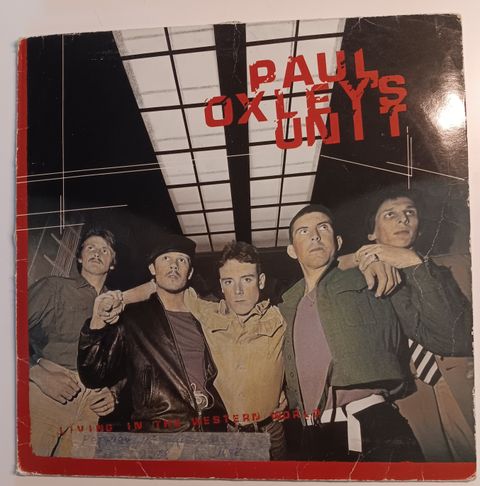 PAUL
OXLEY'S
UNIT
LIVING IN THE WESTERN WORLD